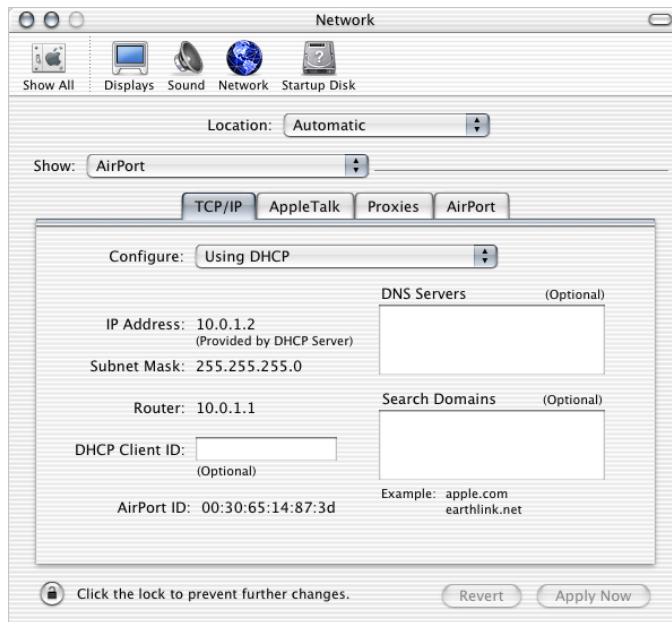 Network
Show All Displays Sound Network Startup Disk
Location: Automatic
Show: AirPort
TCP/IP AppleTalk Proxies AirPort
Configure: Using DHCP
DNS Servers (Optional)
IP Address: 10.0.1.2
(Provided by DHCP Server)
Subnet Mask: 255.255.255.0
Search Domains (Optional)
Router: 10.0.1.1
DHCP Client ID:
(Optional)
Example: apple.com
earthlink.net
AirPort ID: 00:30:65:14:87:3d
Click the lock to prevent further changes.
Revert Apply Now